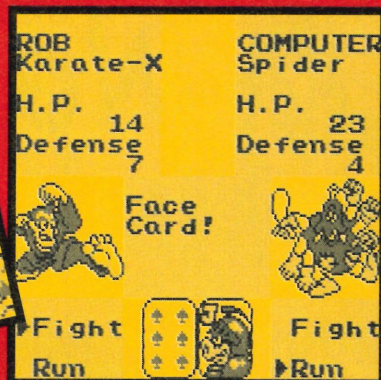 ROB COMPUTER
Karate-X Spider
H.P. H.P.
14 23
Defense Defense
7 4
Face
Card!
Fight Fight
Run Run